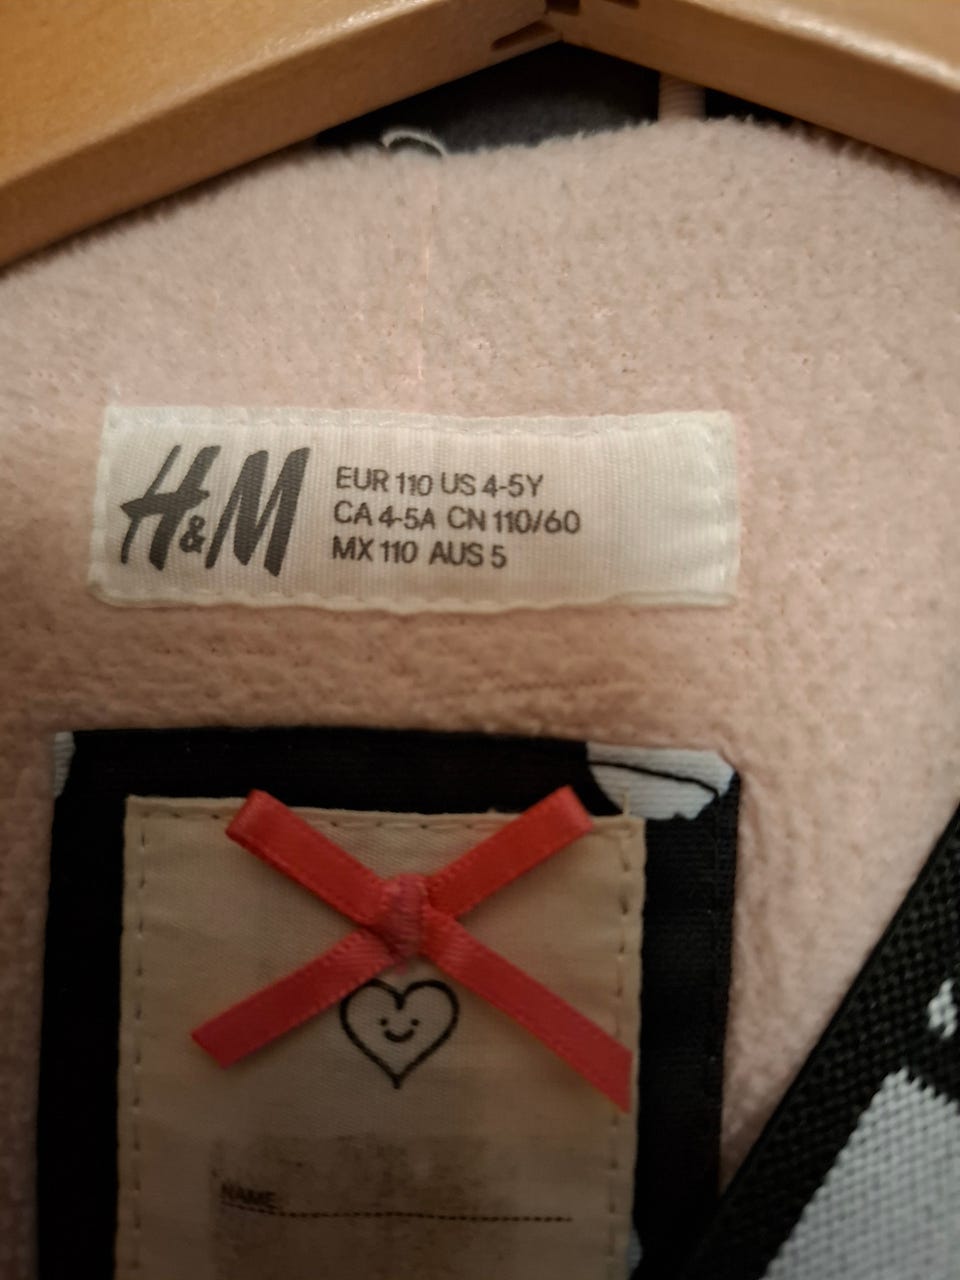 H&M
EUR 110 US 4-5Y
CA 4-5A CN 110/60
MX 110 AUS 5
NAME